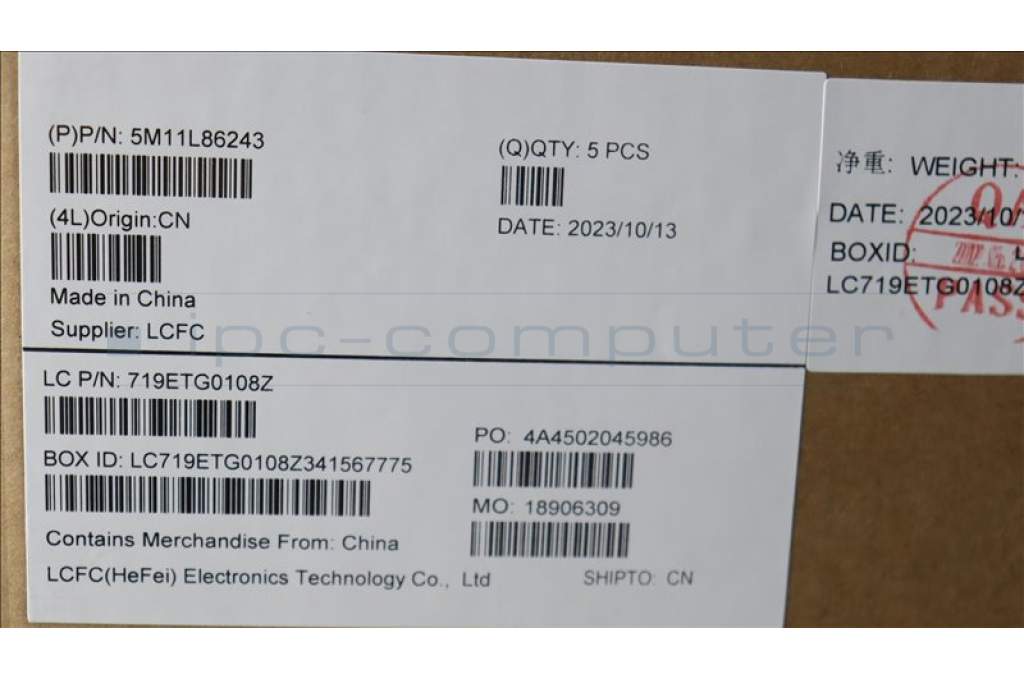 (P)P/N: 5M11L86243
(Q)QTY: 5 PCS
(4L)Origin:CN
DATE: 2023/10/13
Made in China
Supplier: LCFC
LC P/N: 719ETG0108Z
PO: 4A4502045986
BOX ID: LC719ETG0108Z341567775
MO: 18906309
Contains Merchandise From: China
LCFC(HeFei) Electronics Technology Co., Ltd
SHIPTO: CN
净重: WEIGHT:
DATE: 2023/10/
BOXID:
LC719ETG0108Z
PASS
ipc-computer